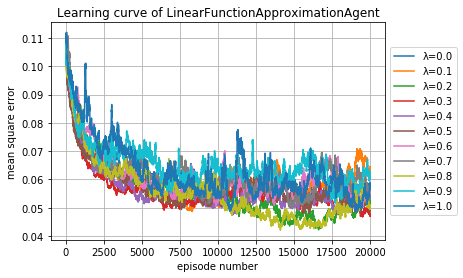 Learning curve of LinearFunctionApproximationAgent
mean square error
0.11
0.10
0.09
0.08
0.07
0.06
0.05
0.04
0
2500
5000
7500
10000
12500
15000
17500
20000
episode number
λ=0.0
λ=0.1
λ=0.2
λ=0.3
λ=0.4
λ=0.5
λ=0.6
λ=0.7
λ=0.8
λ=0.9
λ=1.0